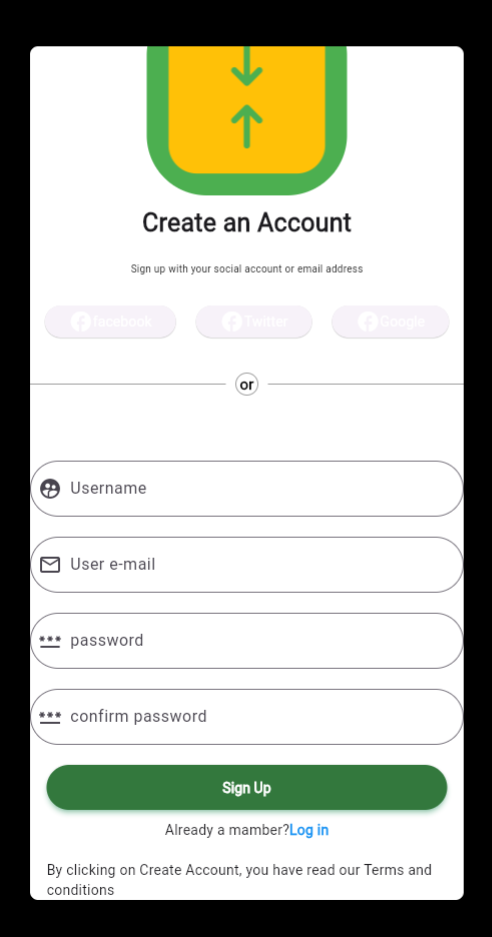 Create an Account
Sign up with your social account or email address
facebook Twitter Google
or
Username
User e-mail
*** password
*** confirm password
Sign Up
Already a mamber?Log in
By clicking on Create Account, you have read our Terms and
conditions